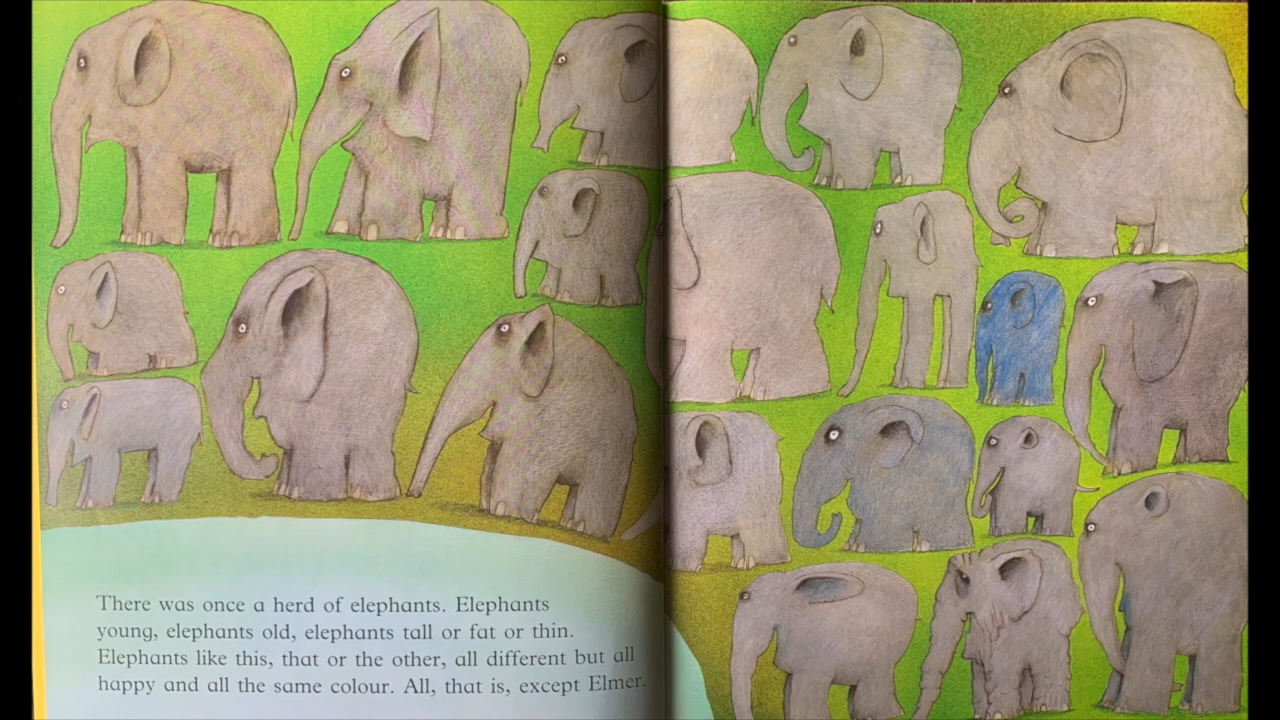 There was once a herd of elephants. Elephants
young, elephants old, elephants tall or fat or thin.
Elephants like this, that or the other, all different but all
happy and all the same colour. All, that is, except Elmer.